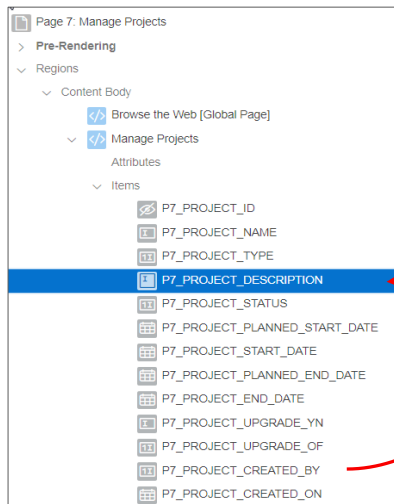 Page 7: Manage Projects
Pre-Rendering
Regions
Content Body
Browse the Web [Global Page]
Manage Projects
Attributes
Items
P7_PROJECT_ID
P7_PROJECT_NAME
P7_PROJECT_TYPE
P7_PROJECT_DESCRIPTION
P7_PROJECT_STATUS
P7_PROJECT_PLANNED_START_DATE
P7_PROJECT_START_DATE
P7_PROJECT_PLANNED_END_DATE
P7_PROJECT_END_DATE
P7_PROJECT_UPGRADE_YN
P7_PROJECT_UPGRADE_OF
P7_PROJECT_CREATED_BY
P7_PROJECT_CREATED_ON